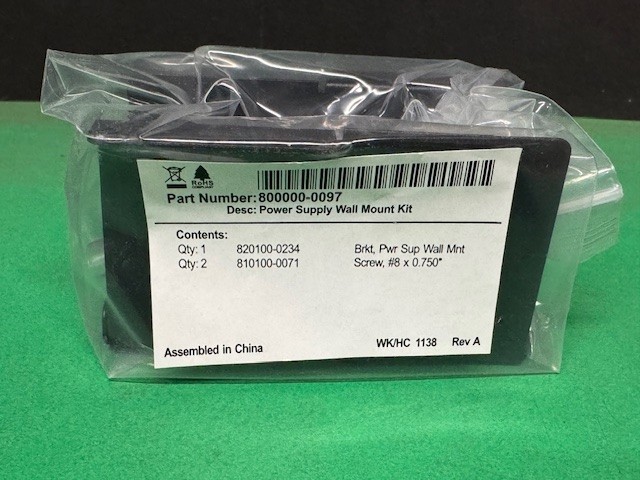 RoHS
COMPLIANT
Part Number:800000-0097
Desc: Power Supply Wall Mount Kit
Contents:
Qty: 1 820100-0234 Brkt, Pwr Sup Wall Mnt
Qty: 2 810100-0071 Screw, #8 x 0.750"
Assembled in China WK/HC 1138 Rev A